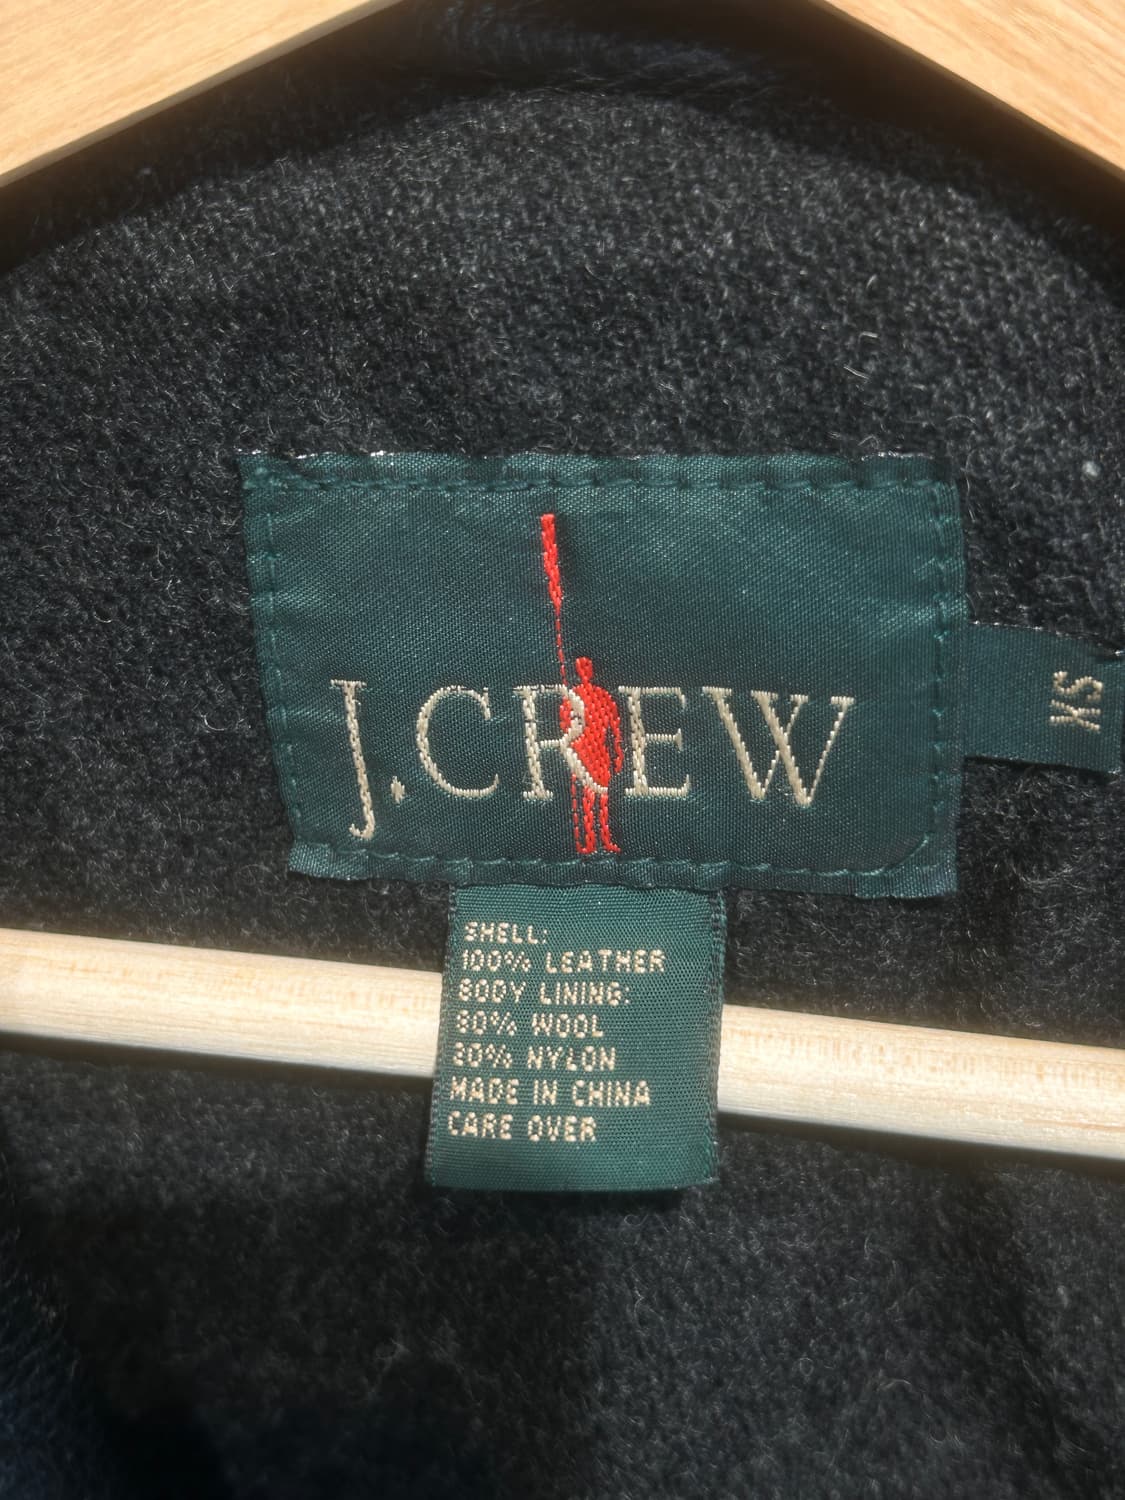 J.CREW
XS
SHELL:
100% LEATHER
BODY LINING:
80% WOOL
20% NYLON
MADE IN CHINA
CARE OVER